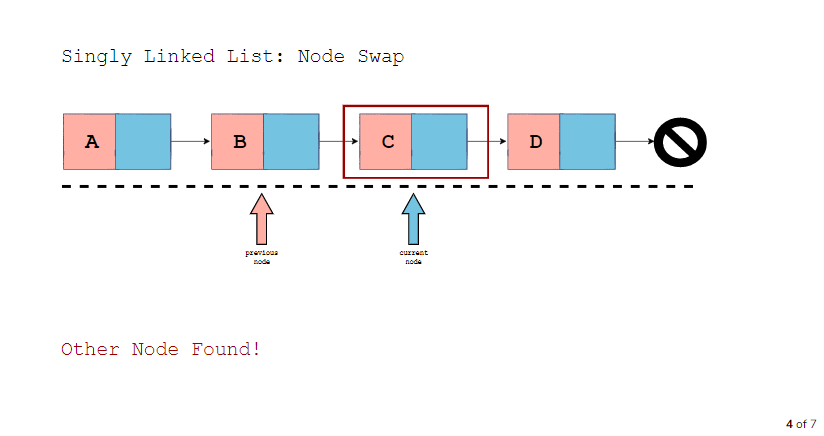 Singly Linked List: Node Swap
A B C D
previous
node
current
node
Other Node Found!
4 of 7